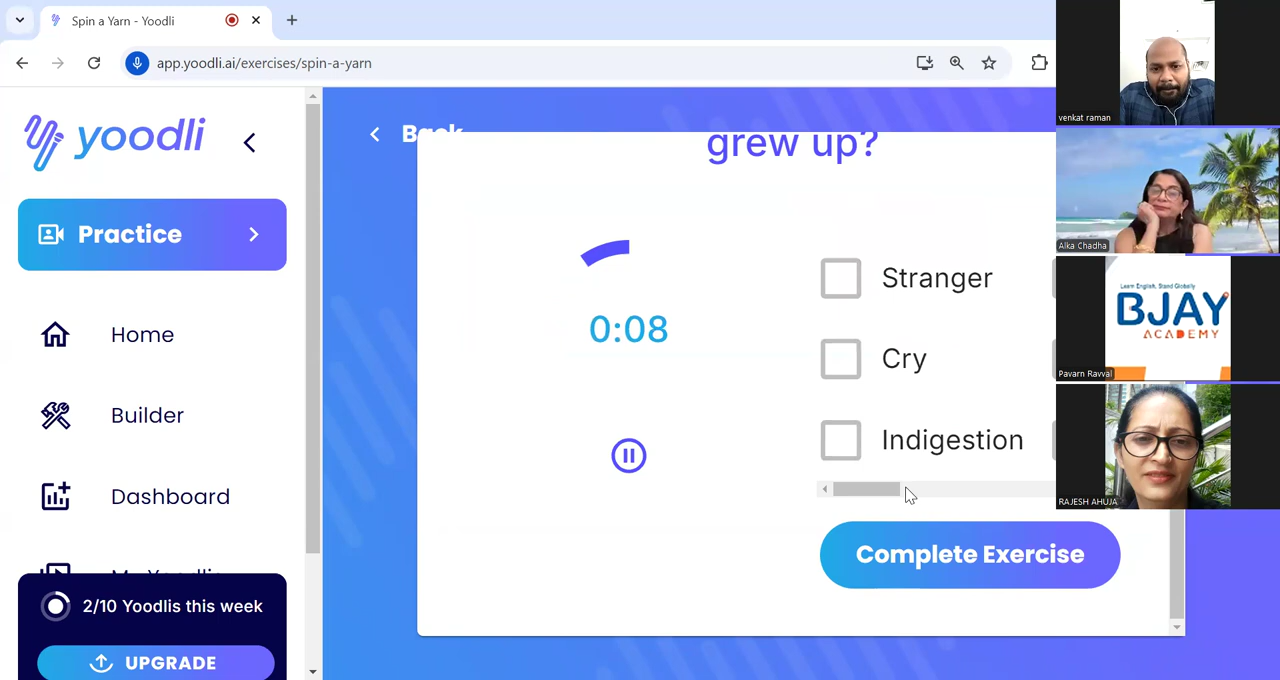 Spin a Yarn - Yoodli
app.yoodli.ai/exercises/spin-a-yarn
yoodli
Back
Practice
Home
Builder
Dashboard
My Yoodlis
2/10 Yoodlis this week
UPGRADE
grew up?
0:08
Stranger
Cry
Indigestion
Complete Exercise
venkat raman
Alka Chadha
Learn English, Stand Globally
BJAY
ACADEMY
Pavarn Ravval
RAJESH AHUJA